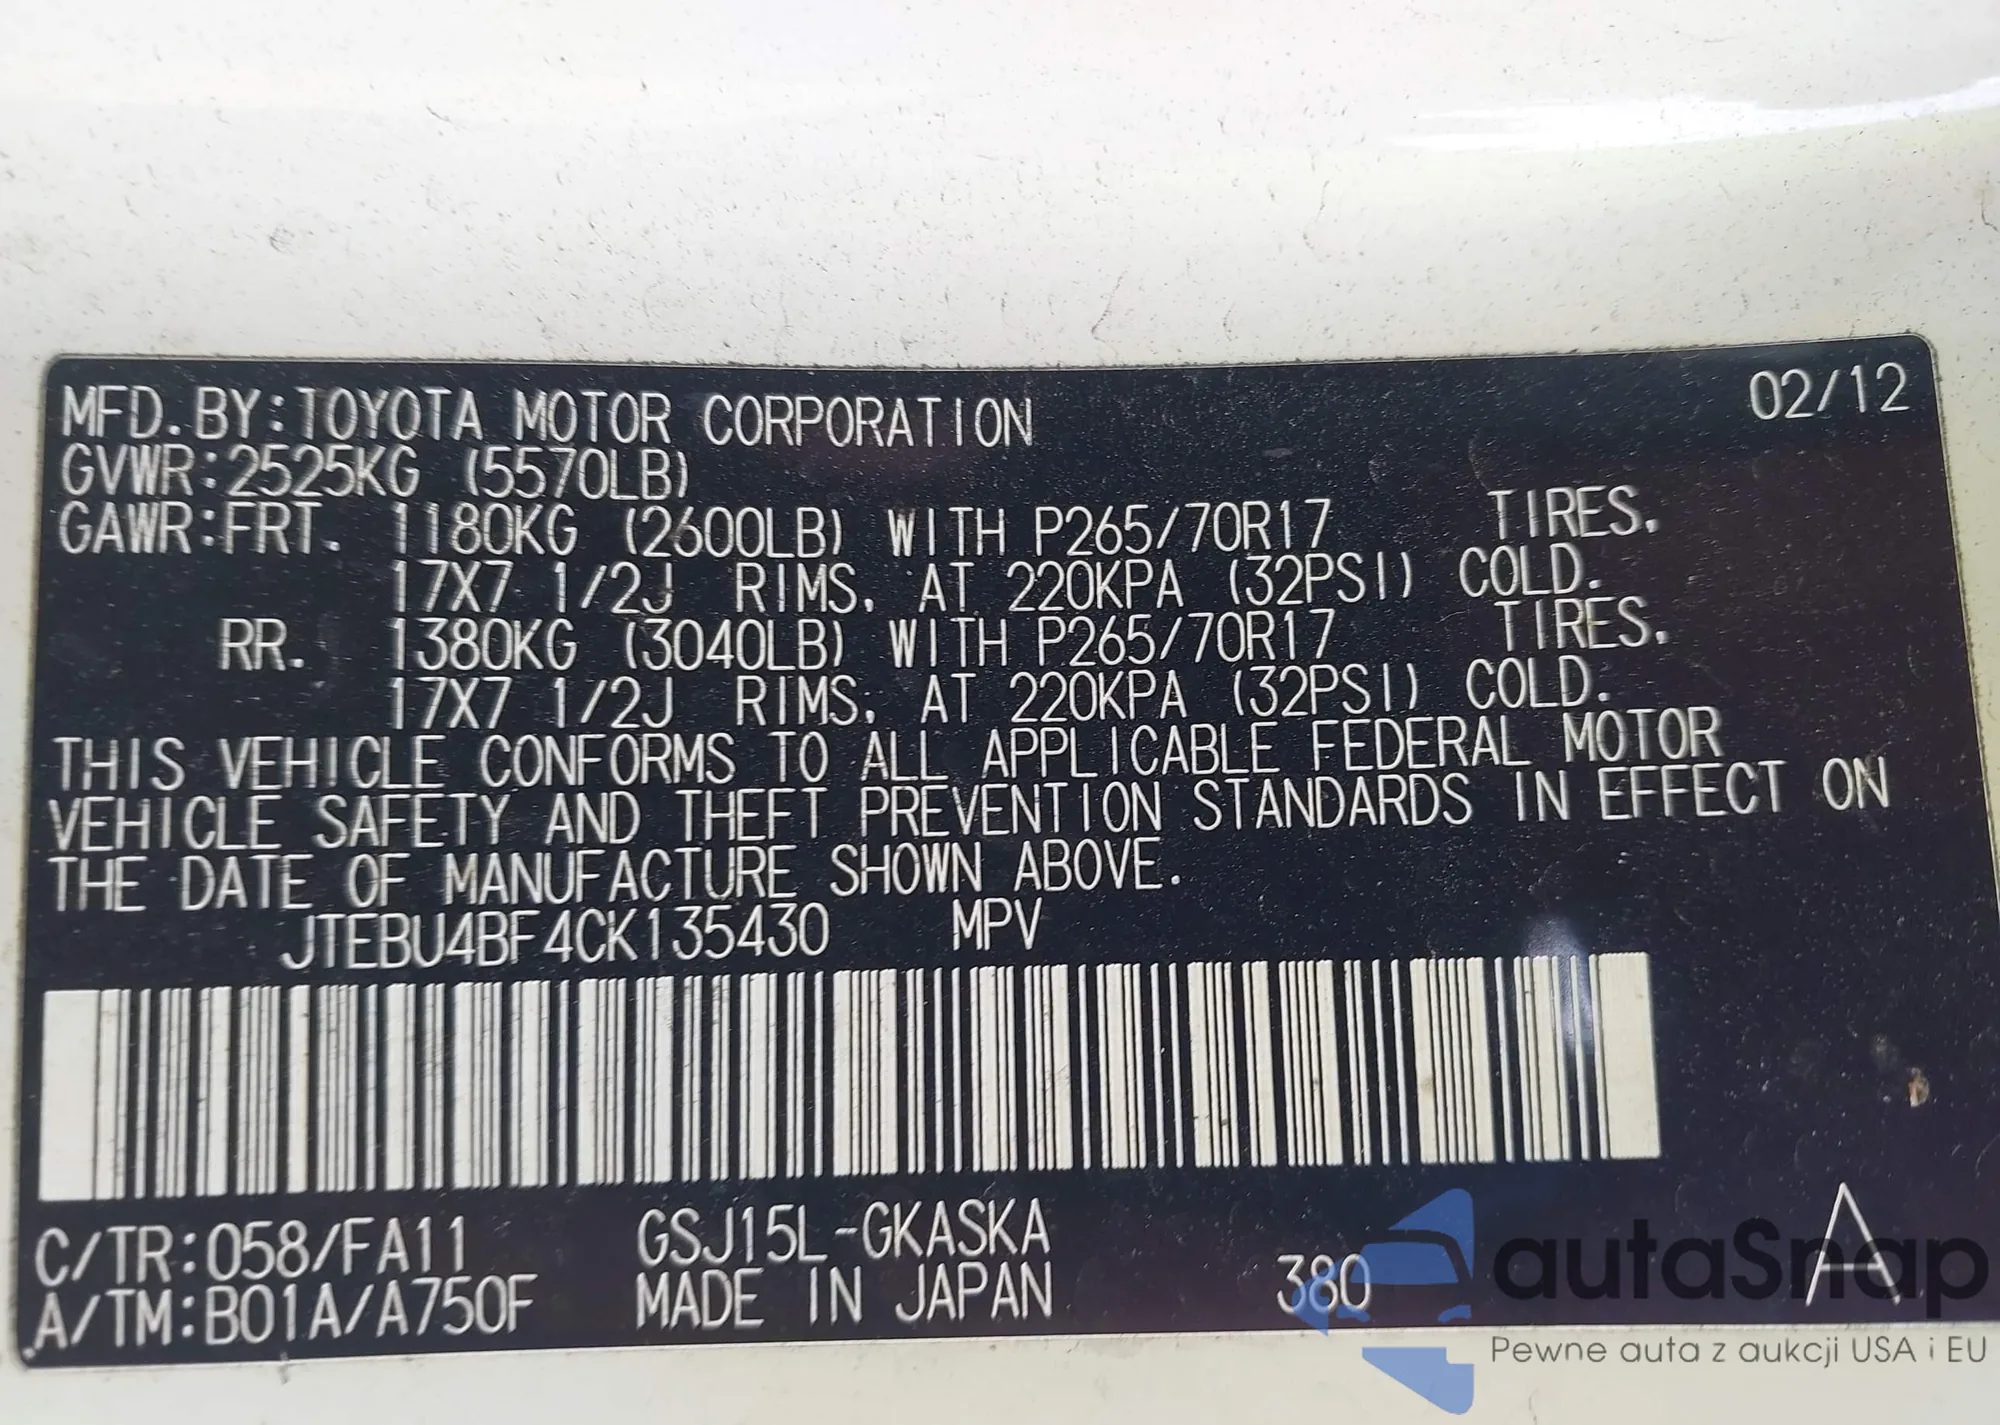 MFD.BY:TOYOTA MOTOR CORPORATION 02/12
GVWR:2525KG (5570LB)
GAWR:FRT. 1180KG (2600LB) WITH P265/70R17 TIRES,
17X7 1/2J RIMS, AT 220KPA (32PSI) COLD.
RR. 1380KG (3040LB) WITH P265/70R17 TIRES,
17X7 1/2J RIMS, AT 220KPA (32PSI) COLD.
THIS VEHICLE CONFORMS TO ALL APPLICABLE FEDERAL MOTOR
VEHICLE SAFETY AND THEFT PREVENTION STANDARDS IN EFFECT ON
THE DATE OF MANUFACTURE SHOWN ABOVE.
JTEBU4BF4CK135430 MPV
C/TR:058/FA11 GSJ15L-GKASKA
A/TM:B01A/A750F MADE IN JAPAN 380 A
autaSnap
Pewne auta z aukcji USA i EU